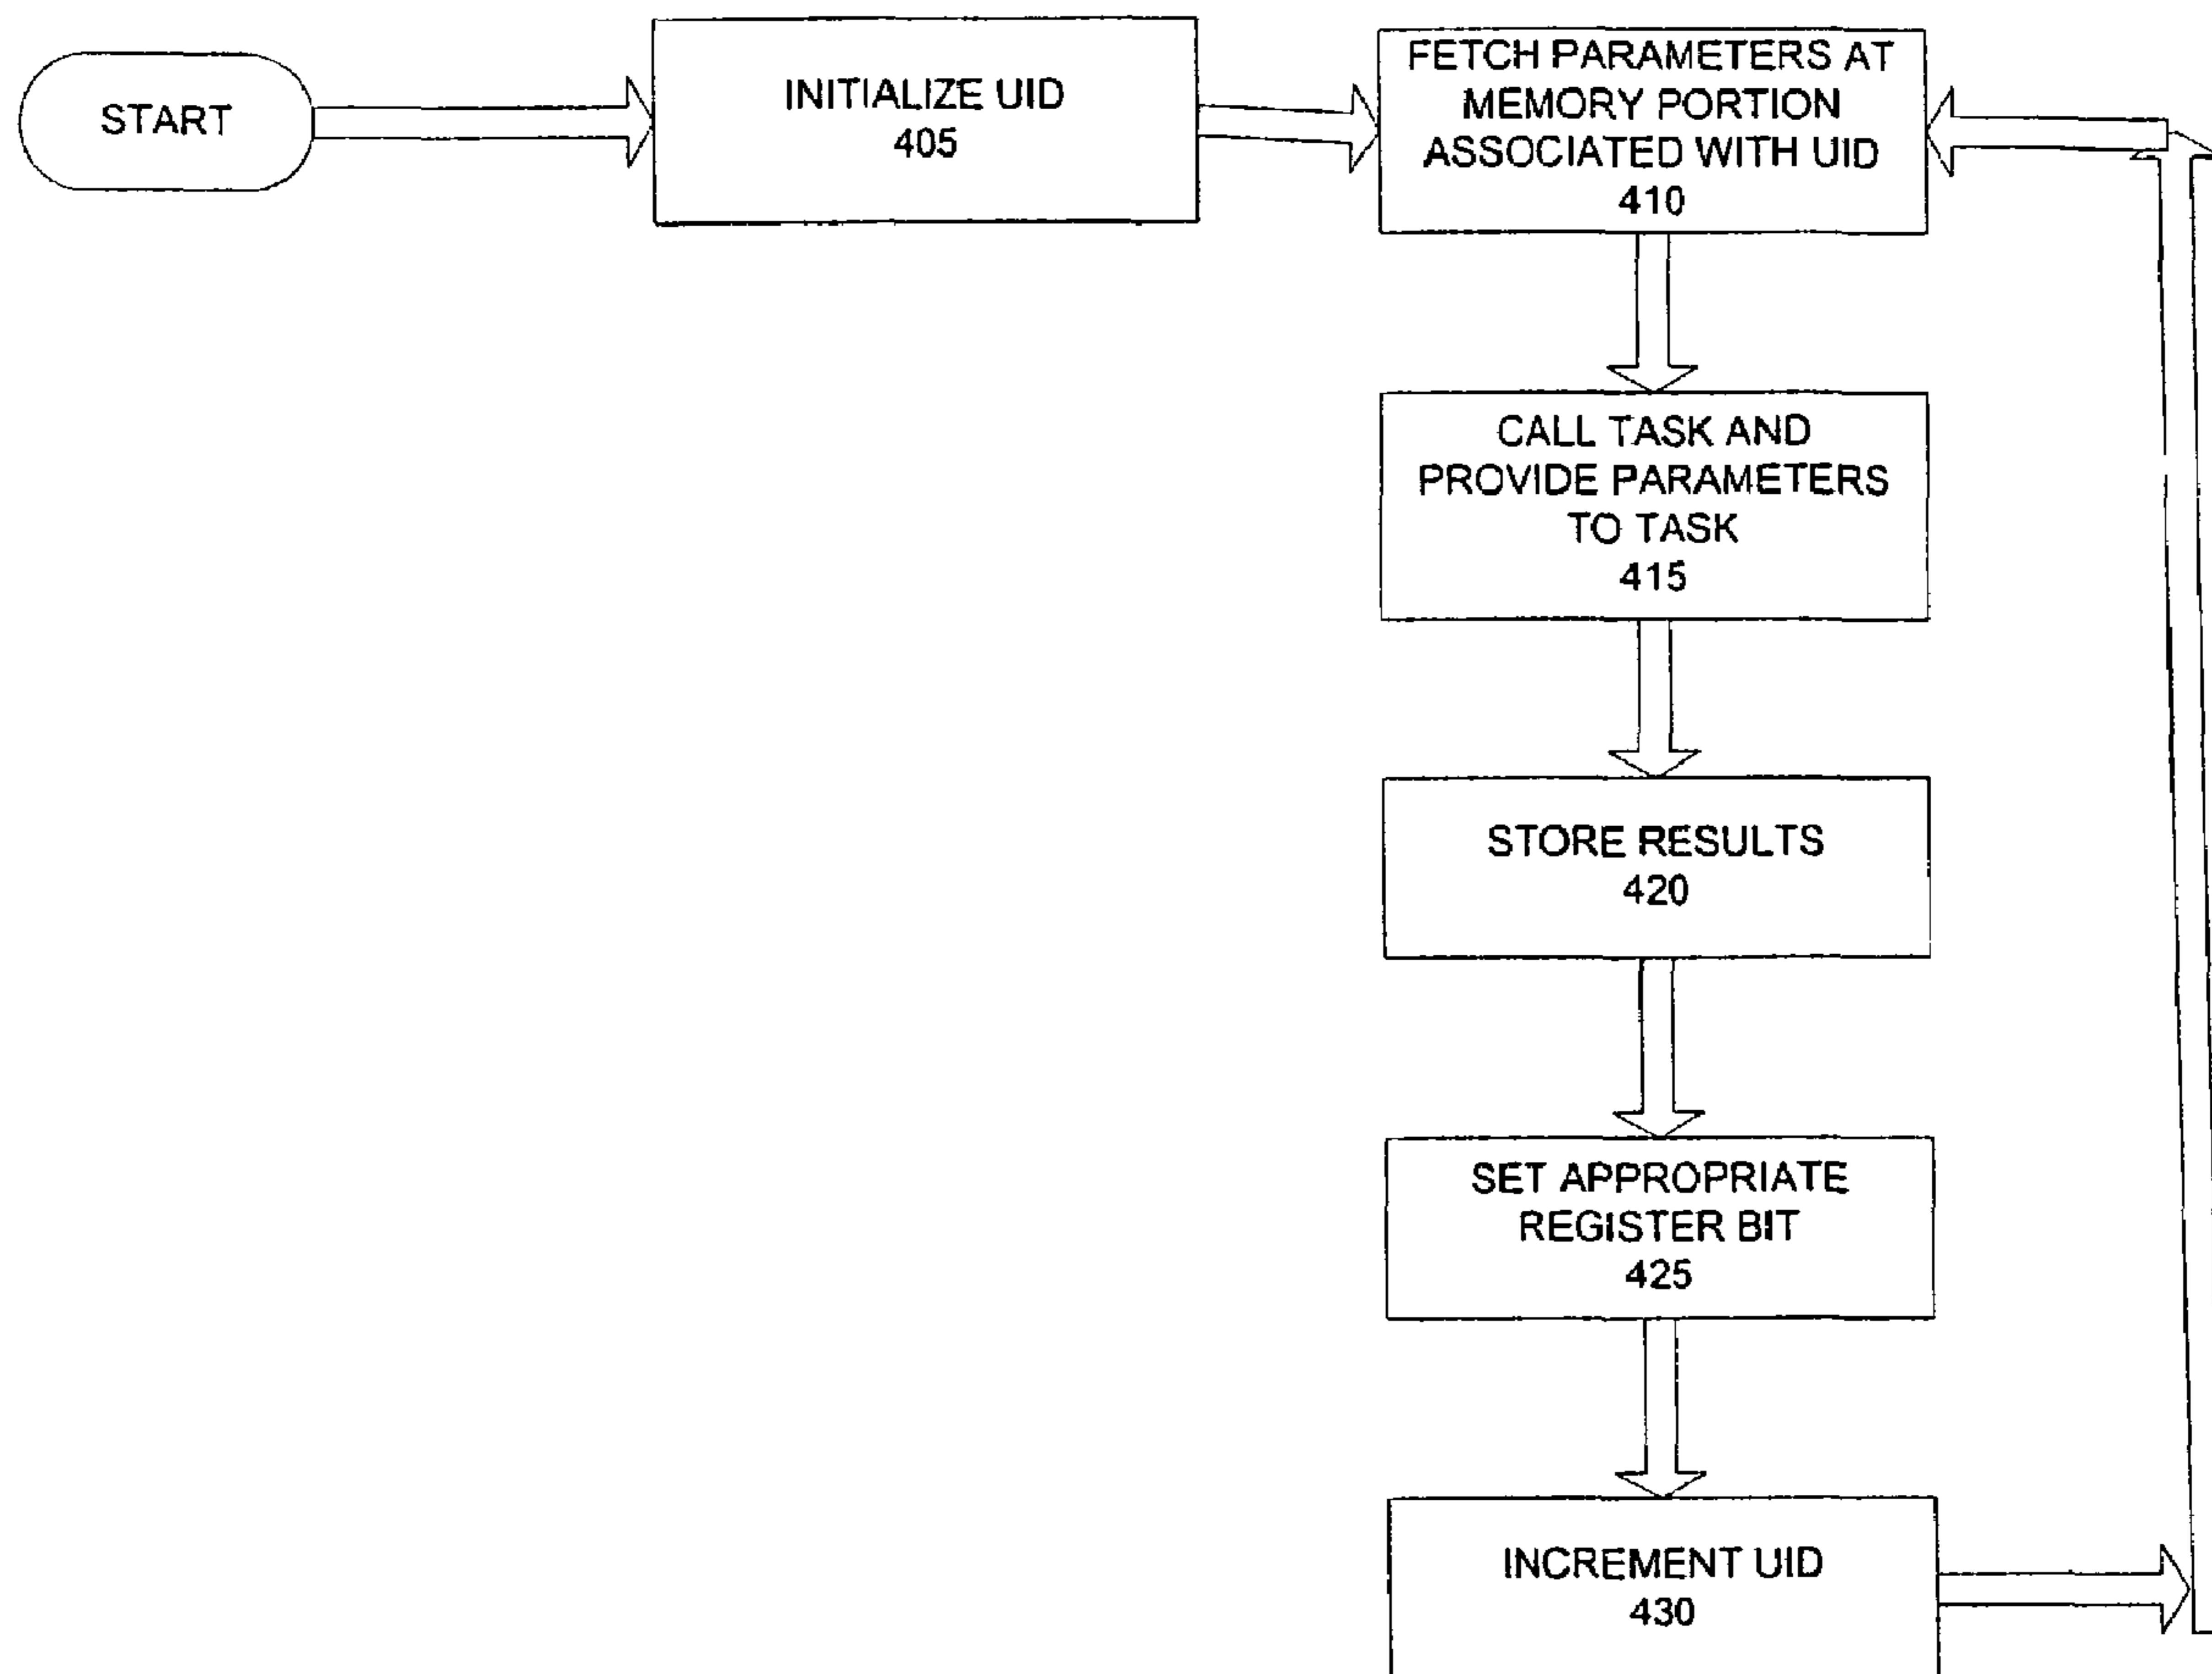 START
INITIALIZE UID
405
FETCH PARAMETERS AT
MEMORY PORTION
ASSOCIATED WITH UID
410
CALL TASK AND
PROVIDE PARAMETERS
TO TASK
415
STORE RESULTS
420
SET APPROPRIATE
REGISTER BIT
425
INCREMENT UID
430